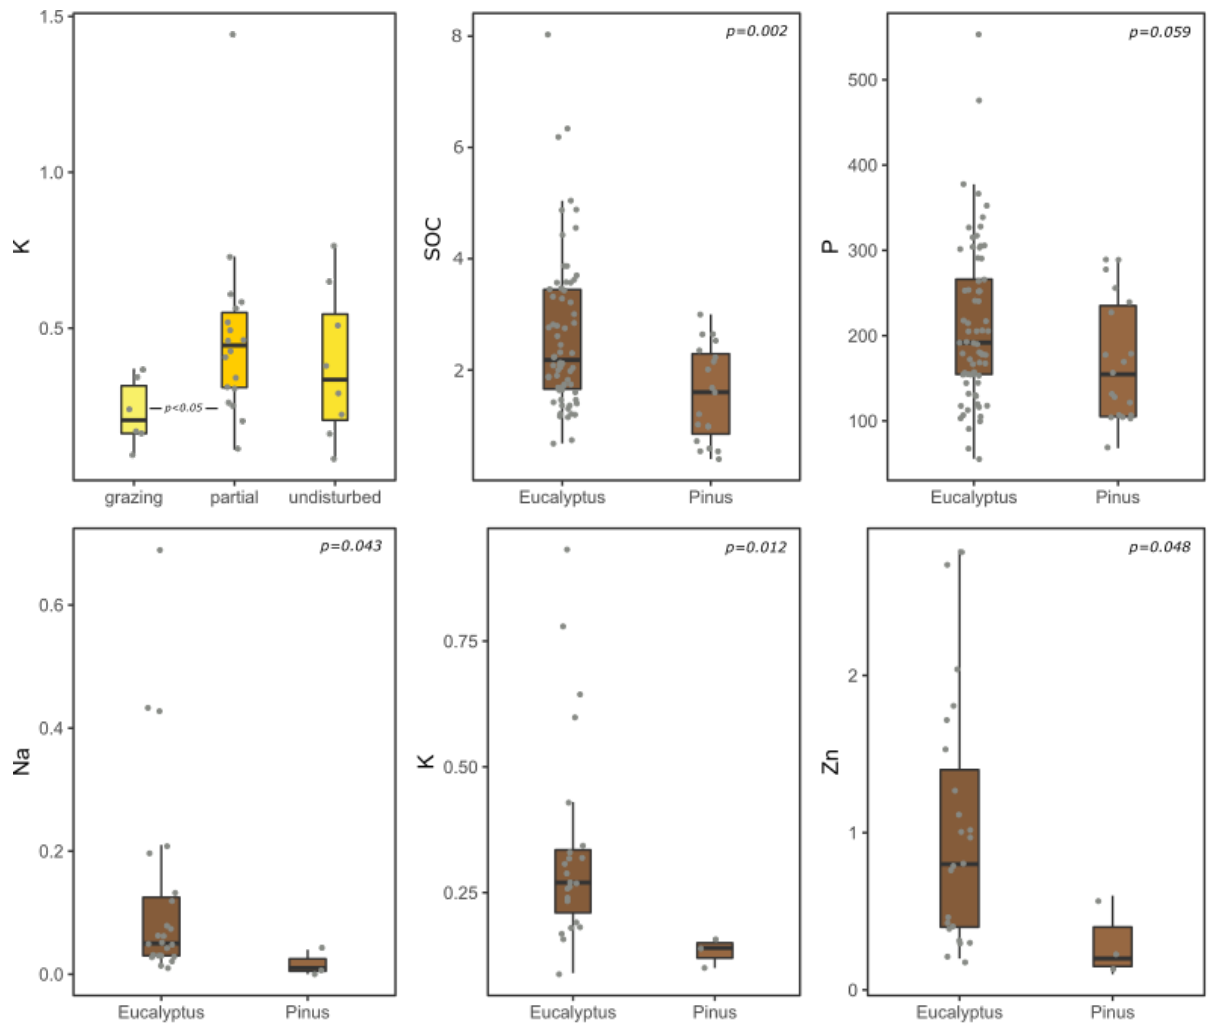 K
1.5
1.0
0.5
p<0.05
grazing partial undisturbed
SOC
8
6
4
2
p=0.002
Eucalyptus Pinus
P
500
400
300
200
100
p=0.059
Eucalyptus Pinus
Na
0.6
0.4
0.2
0.0
p=0.043
Eucalyptus Pinus
K
0.75
0.50
0.25
p=0.012
Eucalyptus Pinus
Zn
2
1
0
p=0.048
Eucalyptus Pinus